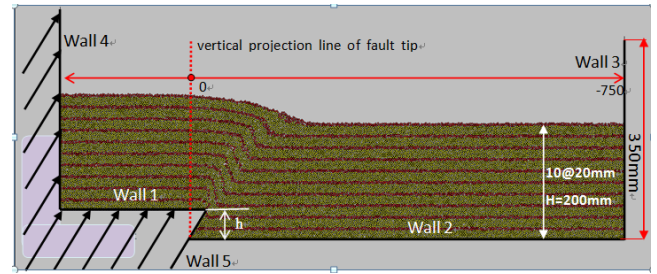 Wall 4
vertical projection line of fault tip
Wall 3
0
-750
350mm
10@20mm
H=200mm
Wall 1
h
Wall 2
Wall 5